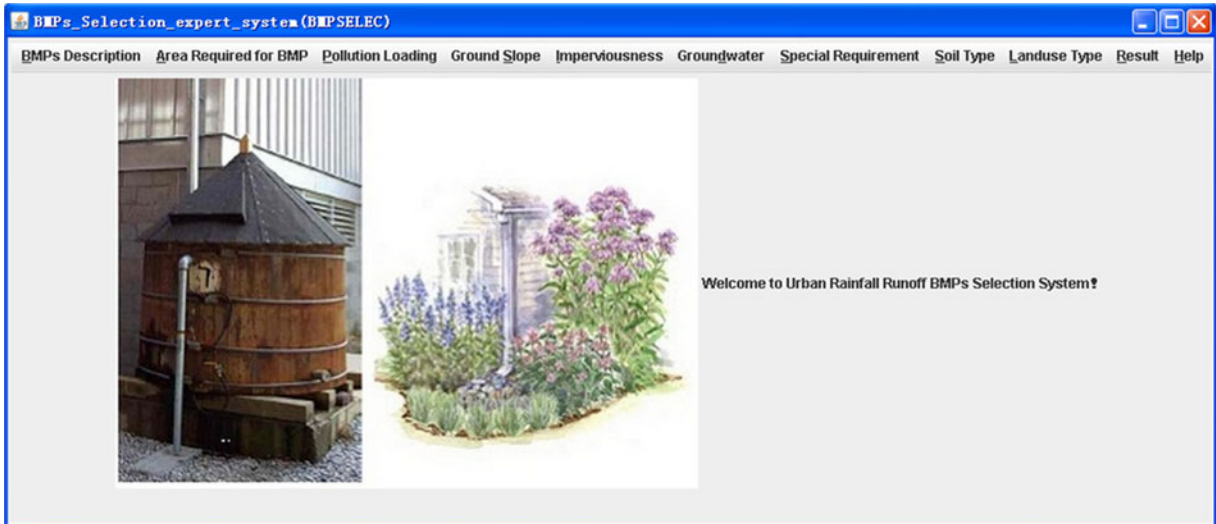 BMPs_Selection_expert_system(BMPSELEC)
BMPs Description Area Required for BMP Pollution Loading Ground Slope Imperviousness Groundwater Special Requirement Soil Type Landuse Type Result Help
Welcome to Urban Rainfall Runoff BMPs Selection System!